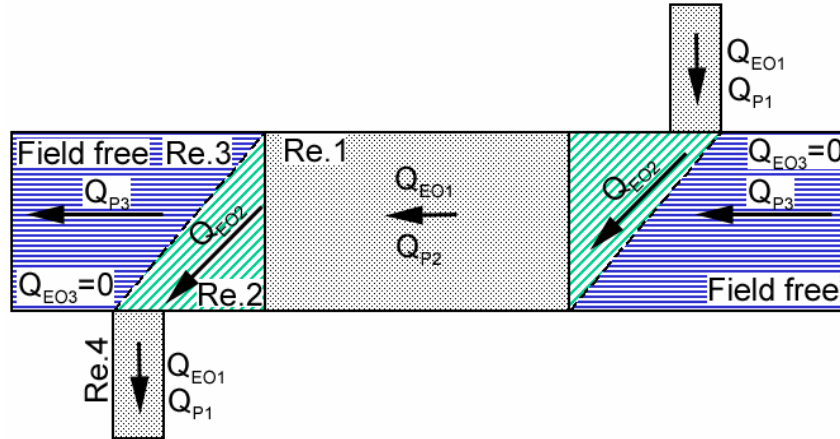 Q_EO1
Q_P1
Field free Re.3
Re.1
Q_EO3=0
Q_P3
Q_EO2
Q_EO1
Q_EO2
Q_P3
Q_P2
Q_EO3=0
Re.2
Field free
Re.4
Q_EO1
Q_P1